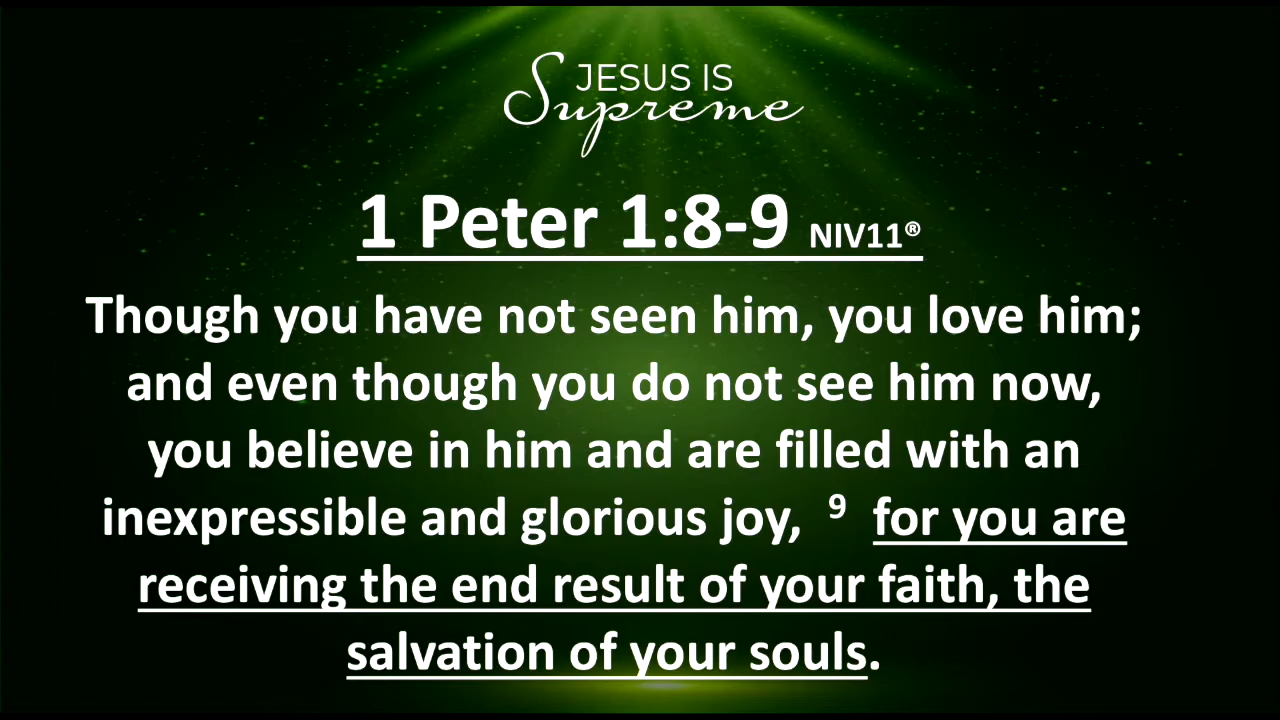 JESUS IS
Supreme
1 Peter 1:8-9 NIV11®
Though you have not seen him, you love him;
and even though you do not see him now,
you believe in him and are filled with an
inexpressible and glorious joy, 9 for you are
receiving the end result of your faith, the
salvation of your souls.